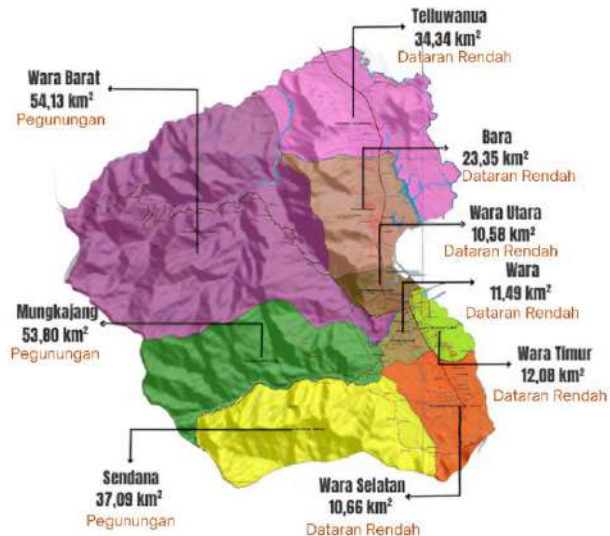 Telluwanua
34,34 km²
Dataran Rendah
Wara Barat
54,13 km²
Pegunungan
Bara
23,35 km²
Dataran Rendah
Wara Utara
10,58 km²
Dataran Rendah
Wara
11,49 km²
Dataran Rendah
Mungkajang
53,80 km²
Pegunungan
Wara Timur
12,08 km²
Dataran Rendah
Sendana
37,09 km²
Pegunungan
Wara Selatan
10,66 km²
Dataran Rendah